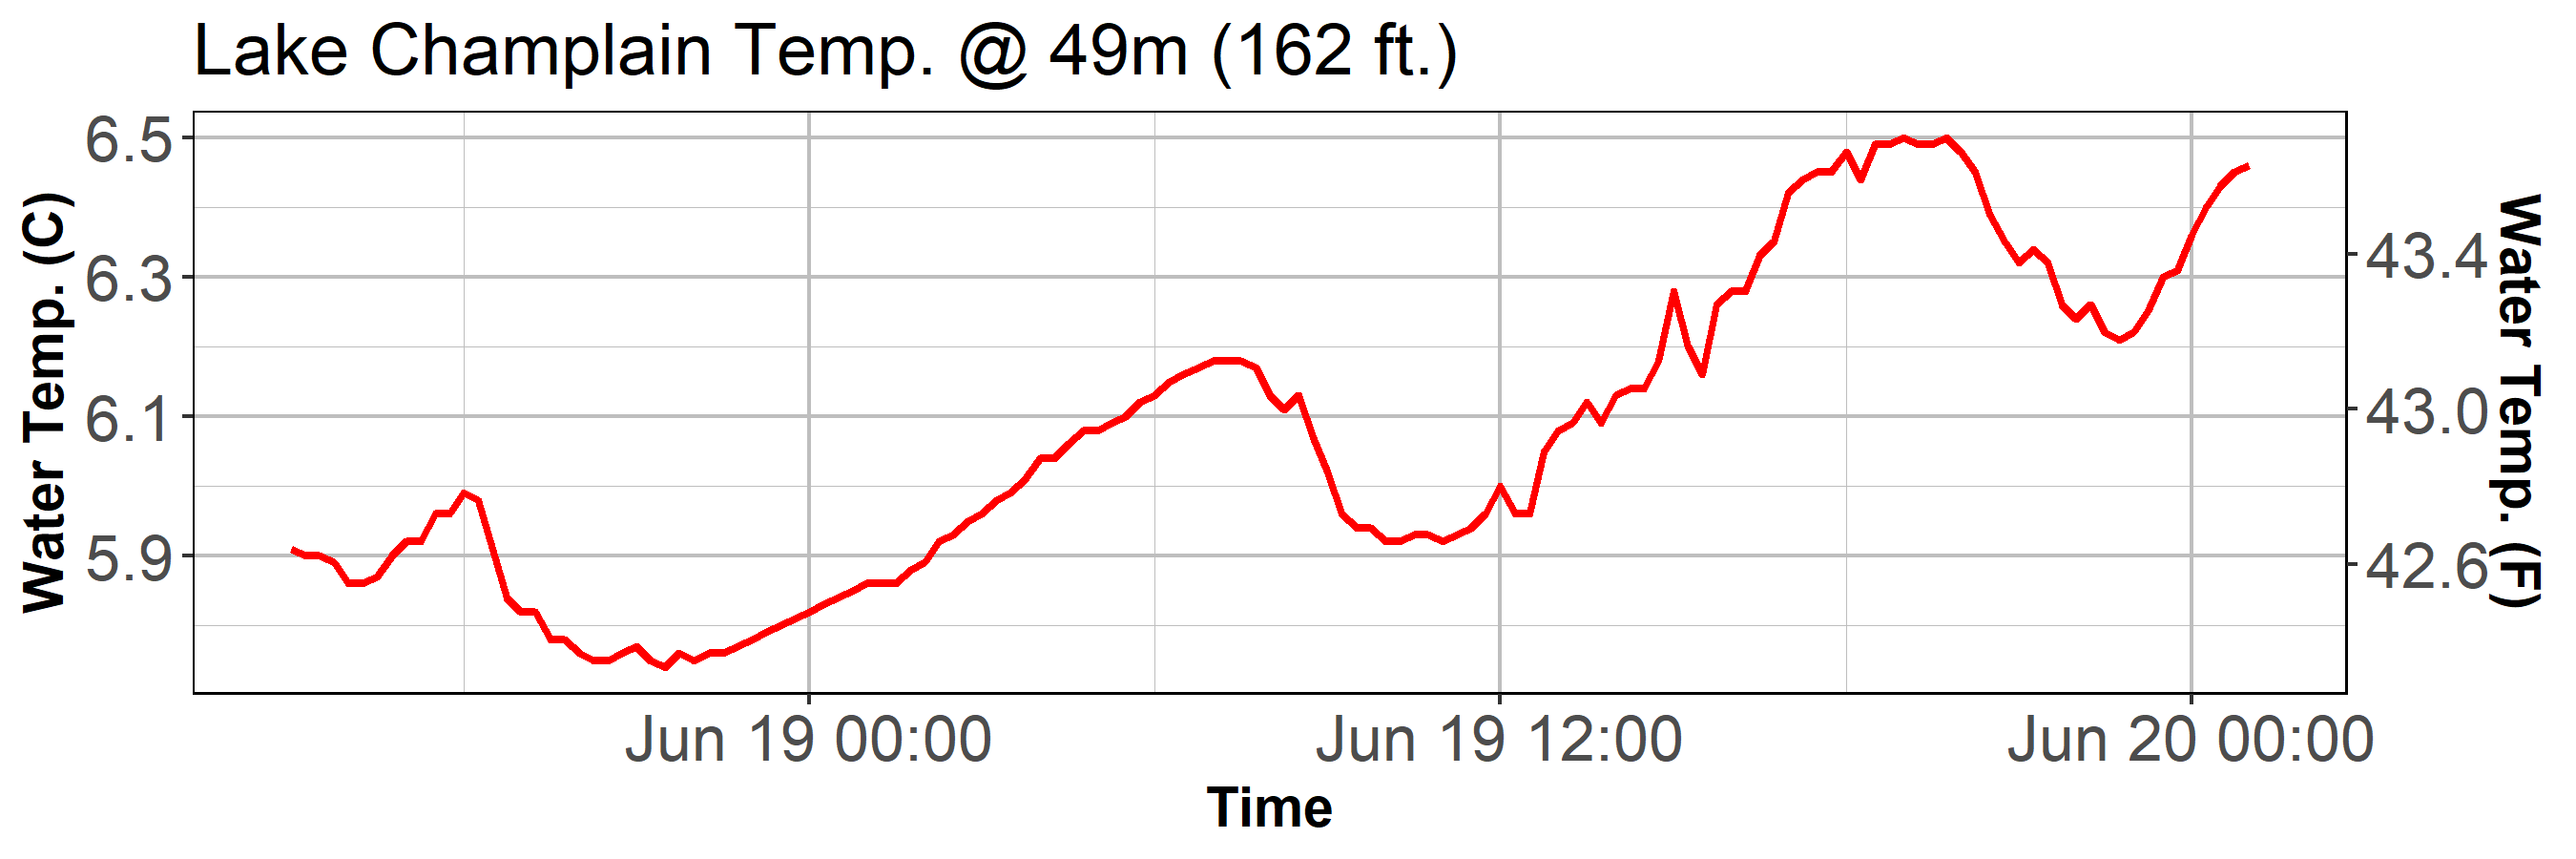 Lake Champlain Temp. @ 49m (162 ft.)
Water Temp. (C)
6.5
6.3
6.1
5.9
43.4
43.0
42.6
Water Temp. (F)
Jun 19 00:00
Jun 19 12:00
Jun 20 00:00
Time